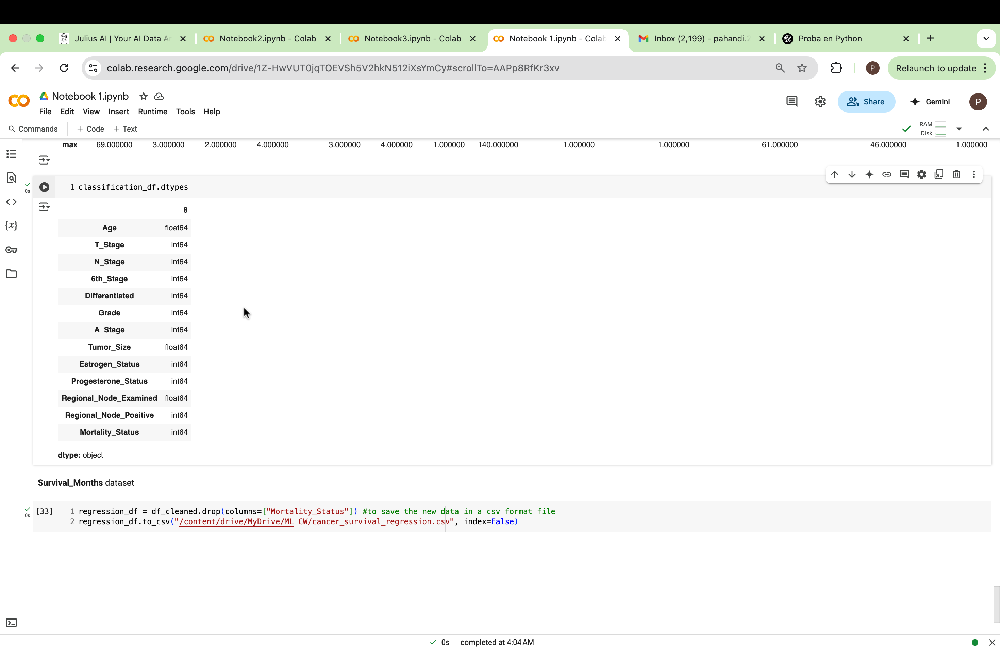 Julius AI | Your AI Data Ar
Notebook2.ipynb - Colab
Notebook3.ipynb - Colab
Notebook 1.ipynb - Colab
Inbox (2,199) - pahandi.2
Proba en Python
colab.research.google.com/drive/1Z-HwVUT0jqTOEVSh5V2hkN512iXsYmCy#scrollTo=AAPp8RfKr3xv
P
Relaunch to update
CO
Notebook 1.ipynb
File Edit View Insert Runtime Tools Help
Share
Gemini
P
Commands + Code + Text
RAM
Disk
max 69.000000 3.000000 2.000000 4.000000 3.000000 4.000000 1.000000 140.000000 1.000000 1.000000 61.000000 46.000000 1.000000
0s
1 classification_df.dtypes
0
Age float64
T_Stage int64
N_Stage int64
6th_Stage int64
Differentiated int64
Grade int64
A_Stage int64
Tumor_Size float64
Estrogen_Status int64
Progesterone_Status int64
Regional_Node_Examined float64
Regional_Node_Positive int64
Mortality_Status int64
dtype: object
Survival_Months dataset
0s
[33]
1 regression_df = df_cleaned.drop(columns=["Mortality_Status"]) #to save the new data in a csv format file
2 regression_df.to_csv("/content/drive/MyDrive/ML CW/cancer_survival_regression.csv", index=False)
0s completed at 4:04 AM